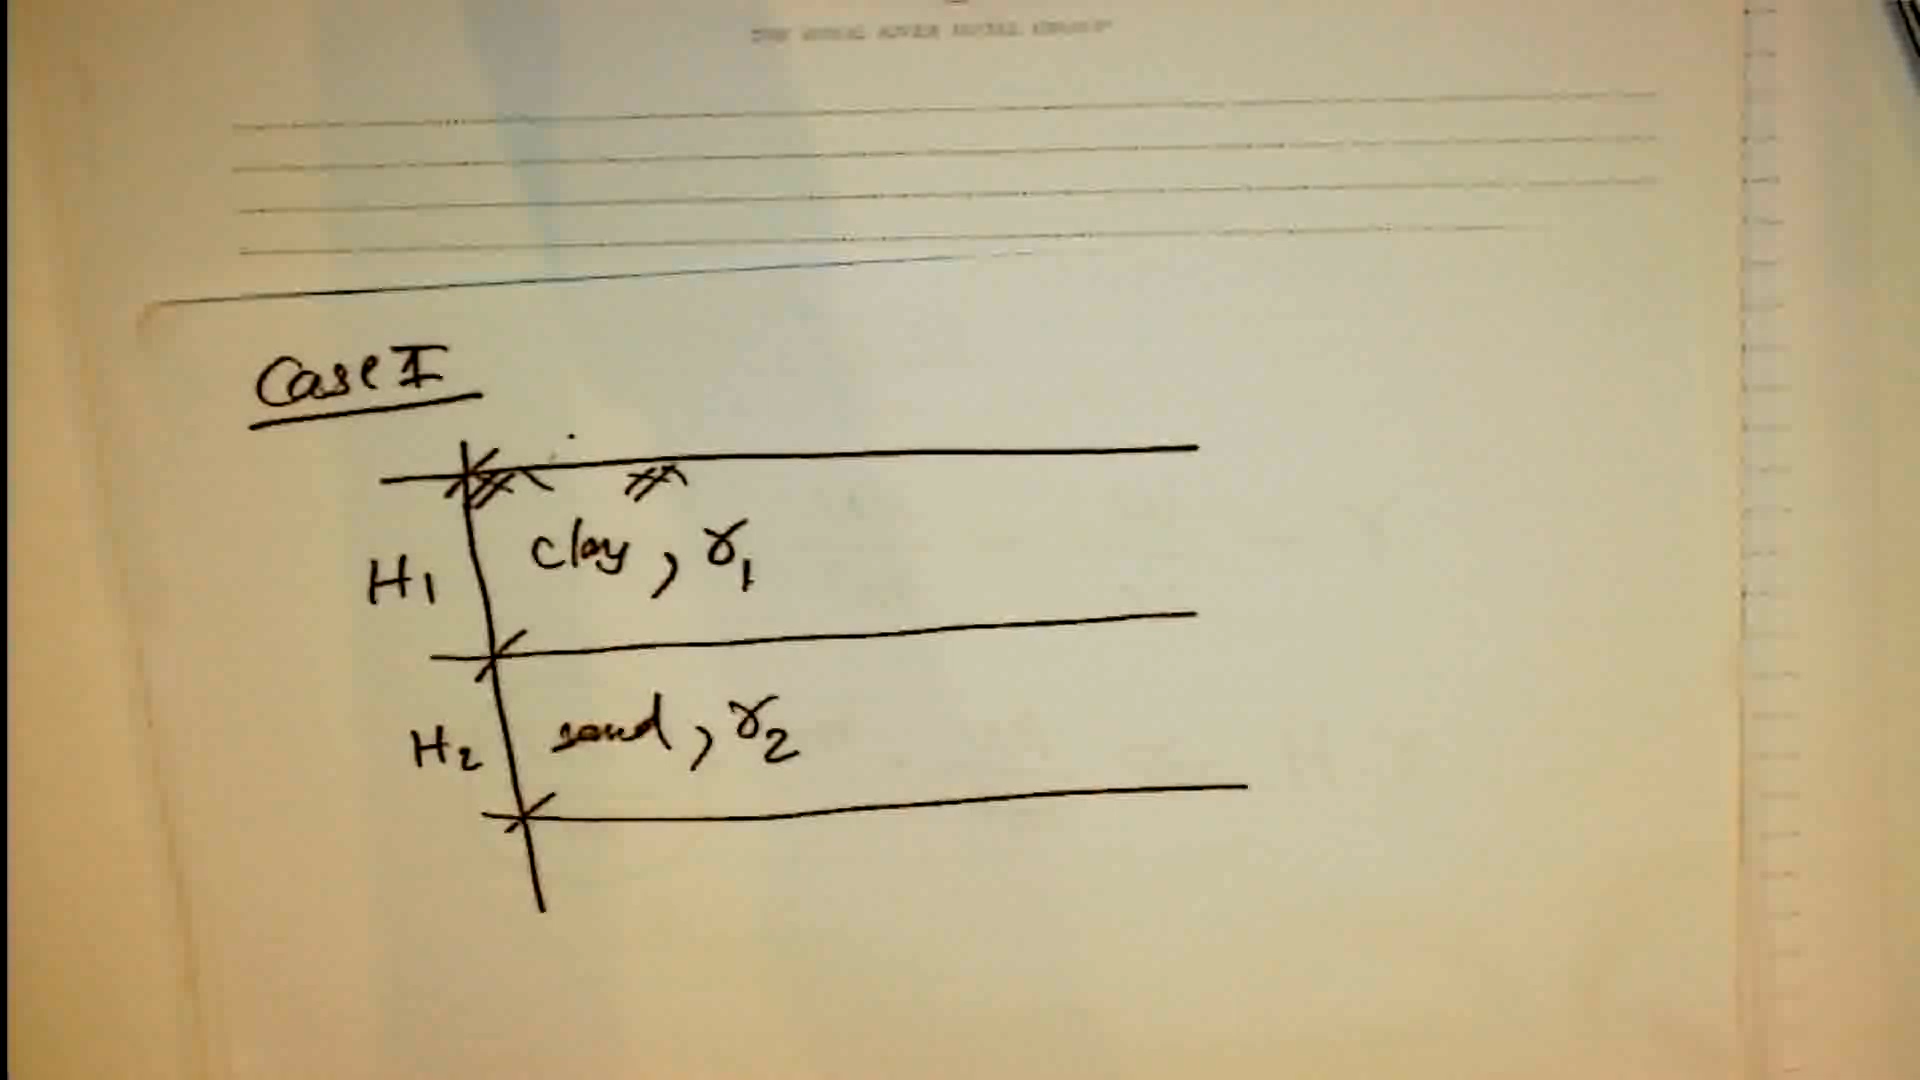 Case I
H1
clay, γ1
H2
sand, γ2